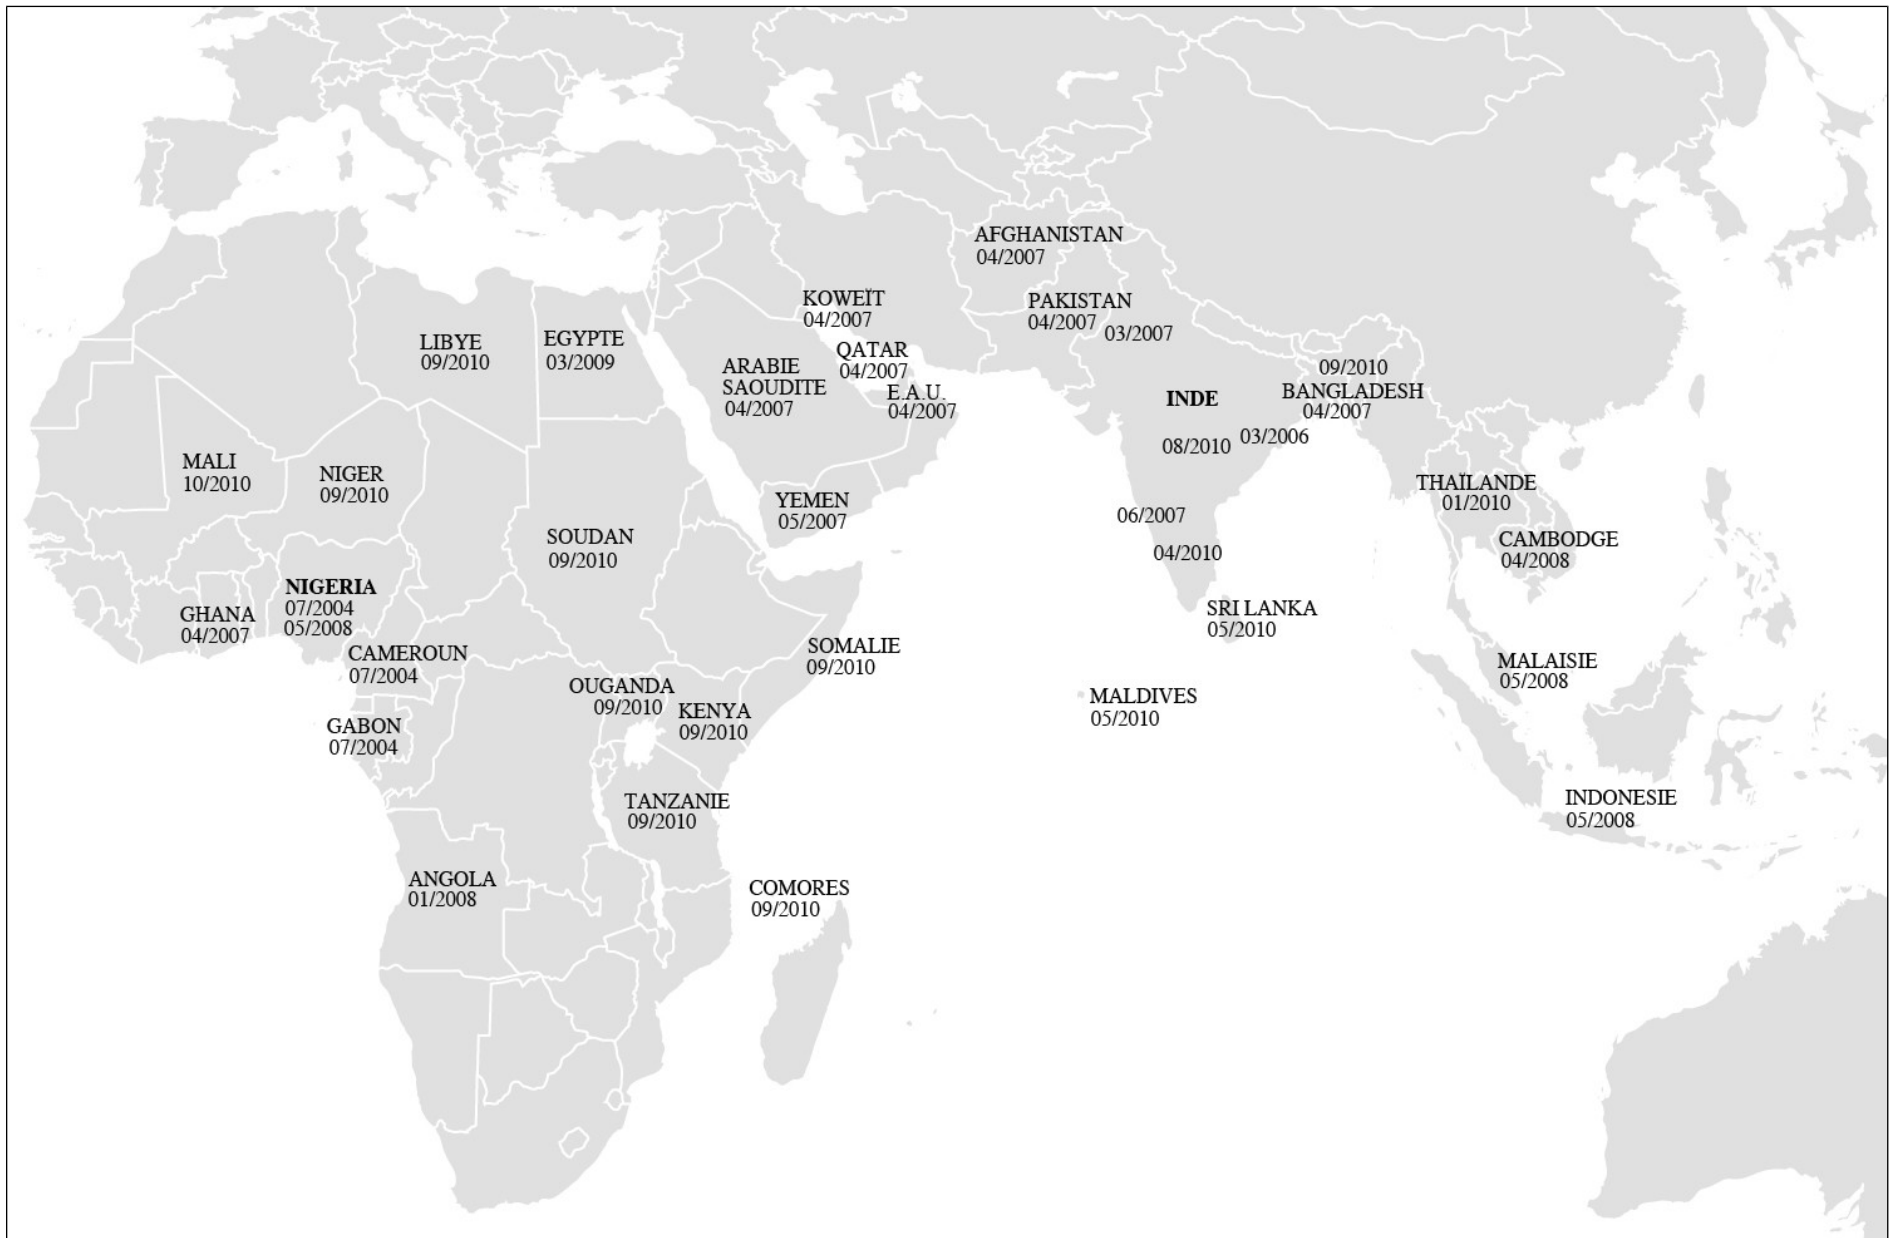 AFGHANISTAN
04/2007
KOWEÏT
04/2007
PAKISTAN
04/2007
03/2007
LIBYE
09/2010
EGYPTE
03/2009
QATAR
04/2007
ARABIE
SAOUDITE
04/2007
E.A.U.
04/2007
09/2010
BANGLADESH
04/2007
INDE
08/2010
03/2006
MALI
10/2010
NIGER
09/2010
YEMEN
05/2007
06/2007
04/2010
THAÏLANDE
01/2010
SOUDAN
09/2010
CAMBODGE
04/2008
NIGERIA
07/2004
05/2008
GHANA
04/2007
SRI LANKA
05/2010
CAMEROUN
07/2004
SOMALIE
09/2010
MALAISIE
05/2008
OUGANDA
09/2010
KENYA
09/2010
MALDIVES
05/2010
GABON
07/2004
TANZANIE
09/2010
INDONESIE
05/2008
ANGOLA
01/2008
COMORES
09/2010